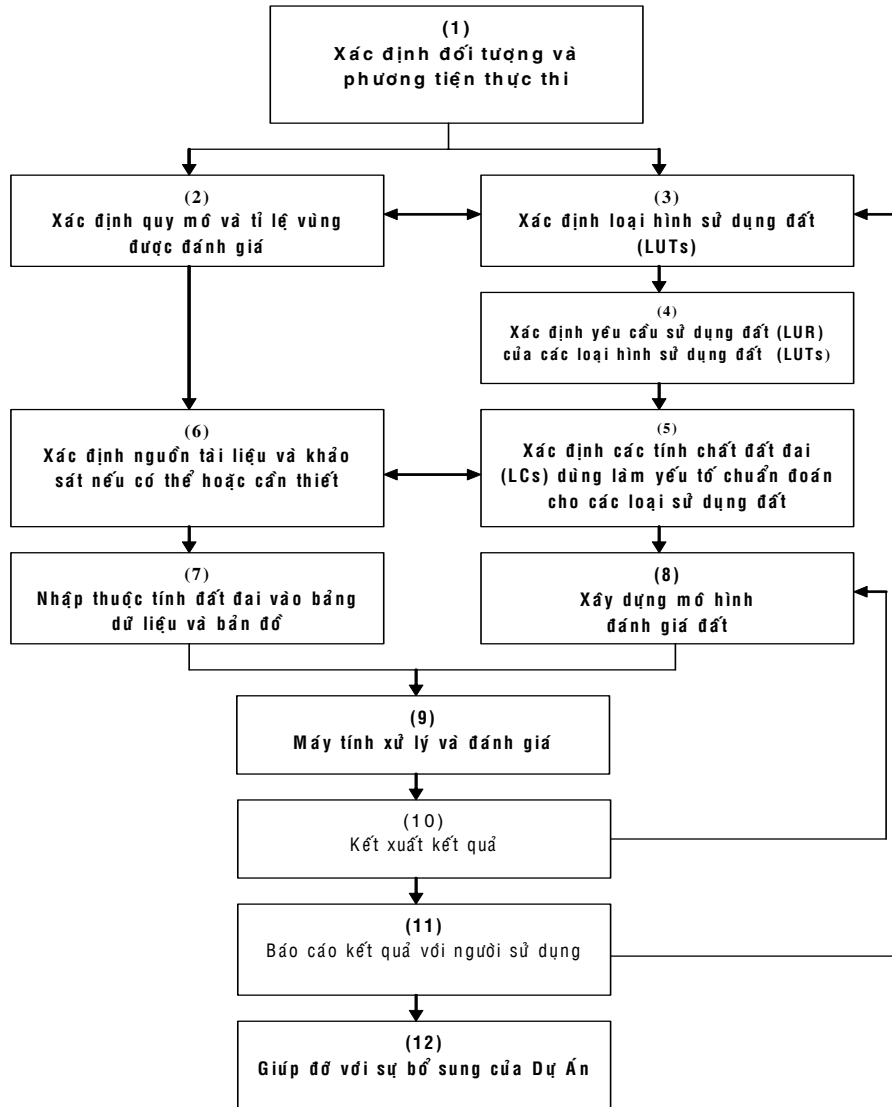 (1)
Xác định đối tượng và
phương tiện thực thi
(2)
Xác định quy mô và tỉ lệ vùng
được đánh giá
(3)
Xác định loại hình sử dụng đất
(LUTs)
(4)
Xác định yêu cầu sử dụng đất (LUR)
của các loại hình sử dụng đất (LUTs)
(6)
Xác định nguồn tài liệu và khảo
sát nếu có thể hoặc cần thiết
(5)
Xác định các tính chất đất đai
(LCs) dùng làm yếu tố chuẩn đoán
cho các loại sử dụng đất
(7)
Nhập thuộc tính đất đai vào bảng
dữ liệu và bản đồ
(8)
Xây dựng mô hình
đánh giá đất
(9)
Máy tính xử lý và đánh giá
(10)
Kết xuất kết quả
(11)
Báo cáo kết quả với người sử dụng
(12)
Giúp đỡ với sự bổ sung của Dự Án